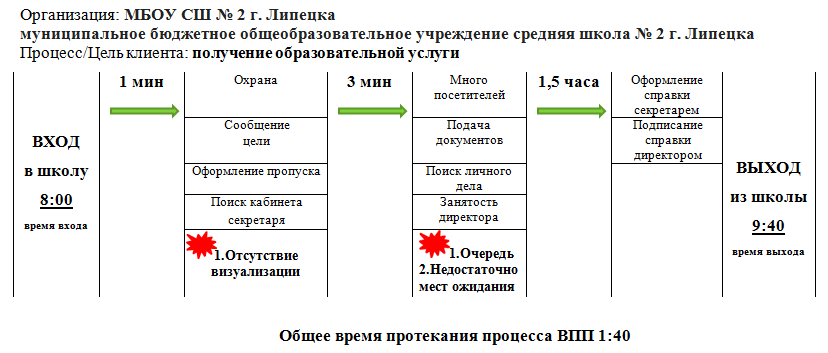 Организация: МБОУ СШ № 2 г. Липецка
муниципальное бюджетное общеобразовательное учреждение средняя школа № 2 г. Липецка
Процесс/Цель клиента: получение образовательной услуги
ВХОД
в школу
8:00
время входа
1 мин
Охрана
Сообщение
цели
Оформление пропуска
Поиск кабинета
секретаря
1.Отсутствие
визуализации
3 мин
Много
посетителей
Подача
документов
Поиск личного
дела
Занятость
директора
1.Очередь
2.Недостаточно
мест ожидания
1,5 часа
Оформление
справки
секретарем
Подписание
справки
директором
ВЫХОД
из школы
9:40
время выхода
Общее время протекания процесса ВПП 1:40